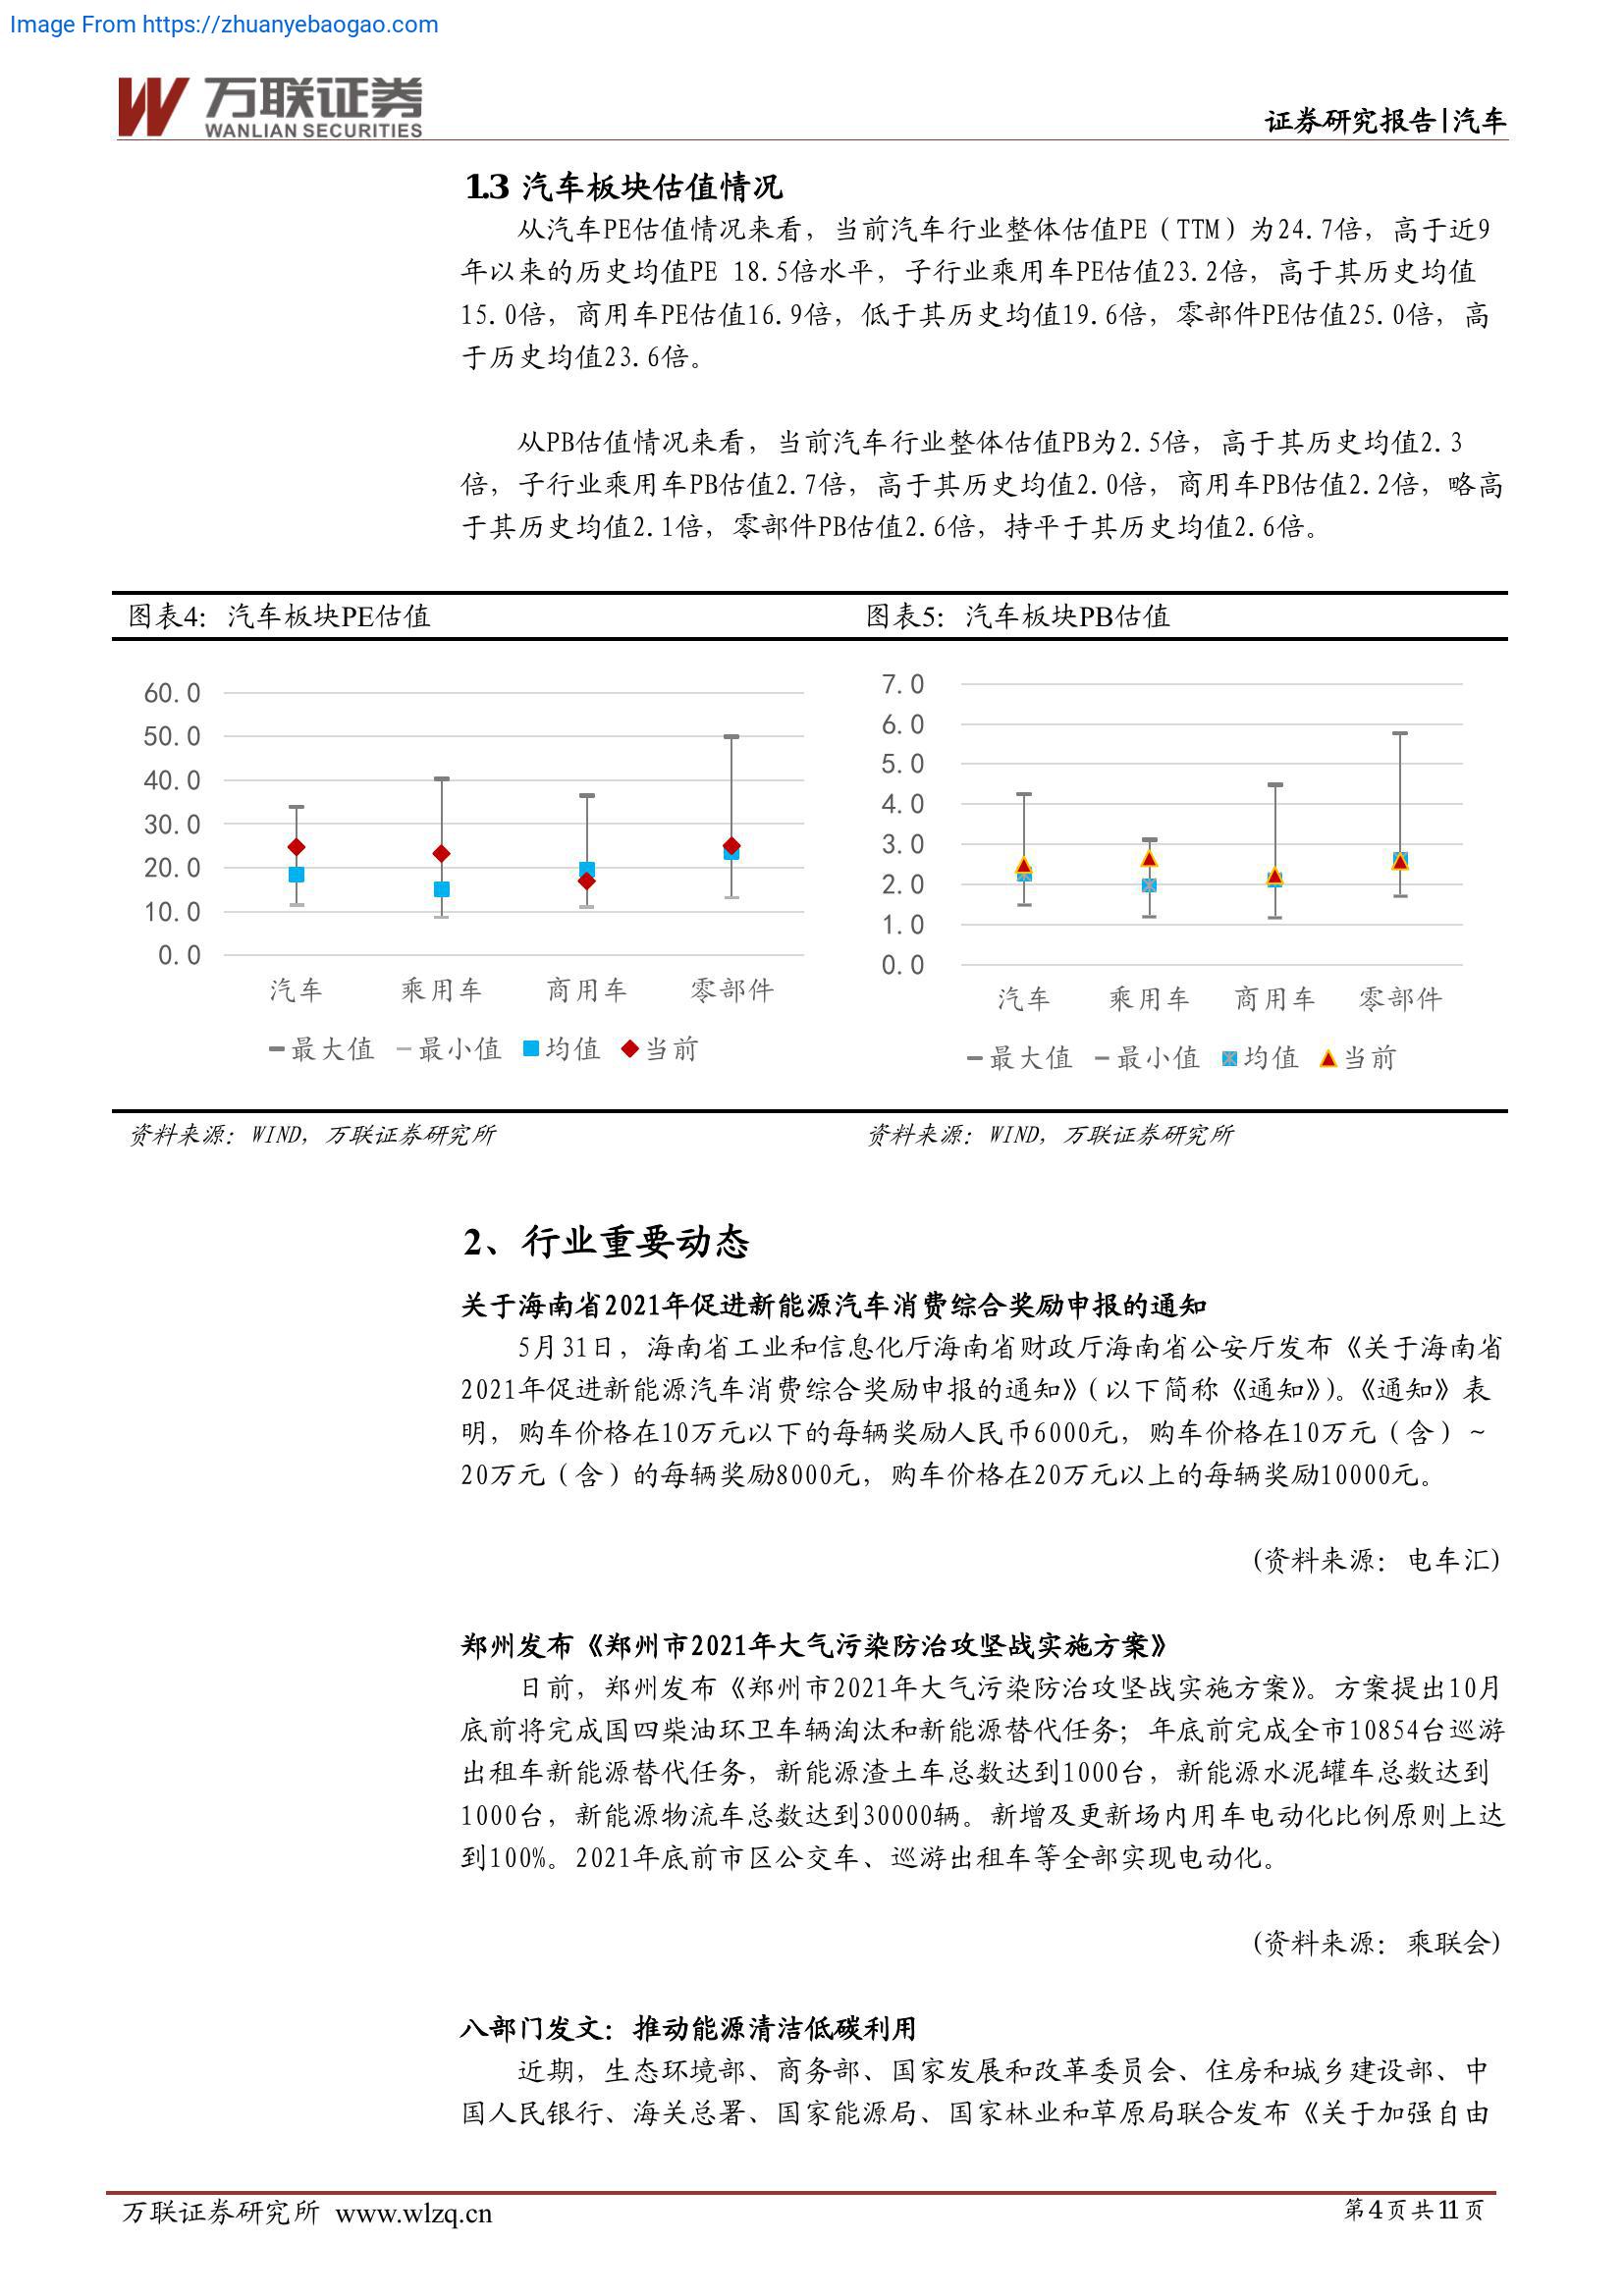 Image From https://zhuanyebaogao.com
万联证券
WANLIAN SECURITIES
证券研究报告|汽车
1.3 汽车板块估值情况
从汽车PE估值情况来看，当前汽车行业整体估值PE（TTM）为24.7倍，高于近9
年以来的历史均值PE 18.5倍水平，子行业乘用车PE估值23.2倍，高于其历史均值
15.0倍，商用车PE估值16.9倍，低于其历史均值19.6倍，零部件PE估值25.0倍，高
于历史均值23.6倍。
从PB估值情况来看，当前汽车行业整体估值PB为2.5倍，高于其历史均值2.3
倍，子行业乘用车PB估值2.7倍，高于其历史均值2.0倍，商用车PB估值2.2倍，略高
于其历史均值2.1倍，零部件PB估值2.6倍，持平于其历史均值2.6倍。
图表4：汽车板块PE估值
60.0
50.0
40.0
30.0
20.0
10.0
0.0
汽车 乘用车 商用车 零部件
最大值 最小值 均值 当前
资料来源：WIND，万联证券研究所
图表5：汽车板块PB估值
7.0
6.0
5.0
4.0
3.0
2.0
1.0
0.0
汽车 乘用车 商用车 零部件
最大值 最小值 均值 当前
资料来源：WIND，万联证券研究所
2、行业重要动态
关于海南省2021年促进新能源汽车消费综合奖励申报的通知
5月31日，海南省工业和信息化厅海南省财政厅海南省公安厅发布《关于海南省
2021年促进新能源汽车消费综合奖励申报的通知》（以下简称《通知》）。《通知》表
明，购车价格在10万元以下的每辆奖励人民币6000元，购车价格在10万元（含）~
20万元（含）的每辆奖励8000元，购车价格在20万元以上的每辆奖励10000元。
(资料来源：电车汇)
郑州发布《郑州市2021年大气污染防治攻坚战实施方案》
日前，郑州发布《郑州市2021年大气污染防治攻坚战实施方案》。方案提出10月
底前将完成国四柴油环卫车辆淘汰和新能源替代任务；年底前完成全市10854台巡游
出租车新能源替代任务，新能源渣土车总数达到1000台，新能源水泥罐车总数达到
1000台，新能源物流车总数达到30000辆。新增及更新场内用车电动化比例原则上达
到100%。2021年底前市区公交车、巡游出租车等全部实现电动化。
(资料来源：乘联会)
八部门发文：推动能源清洁低碳利用
近期，生态环境部、商务部、国家发展和改革委员会、住房和城乡建设部、中
国人民银行、海关总署、国家能源局、国家林业和草原局联合发布《关于加强自由
万联证券研究所 www.wlzq.cn
第4页共11页